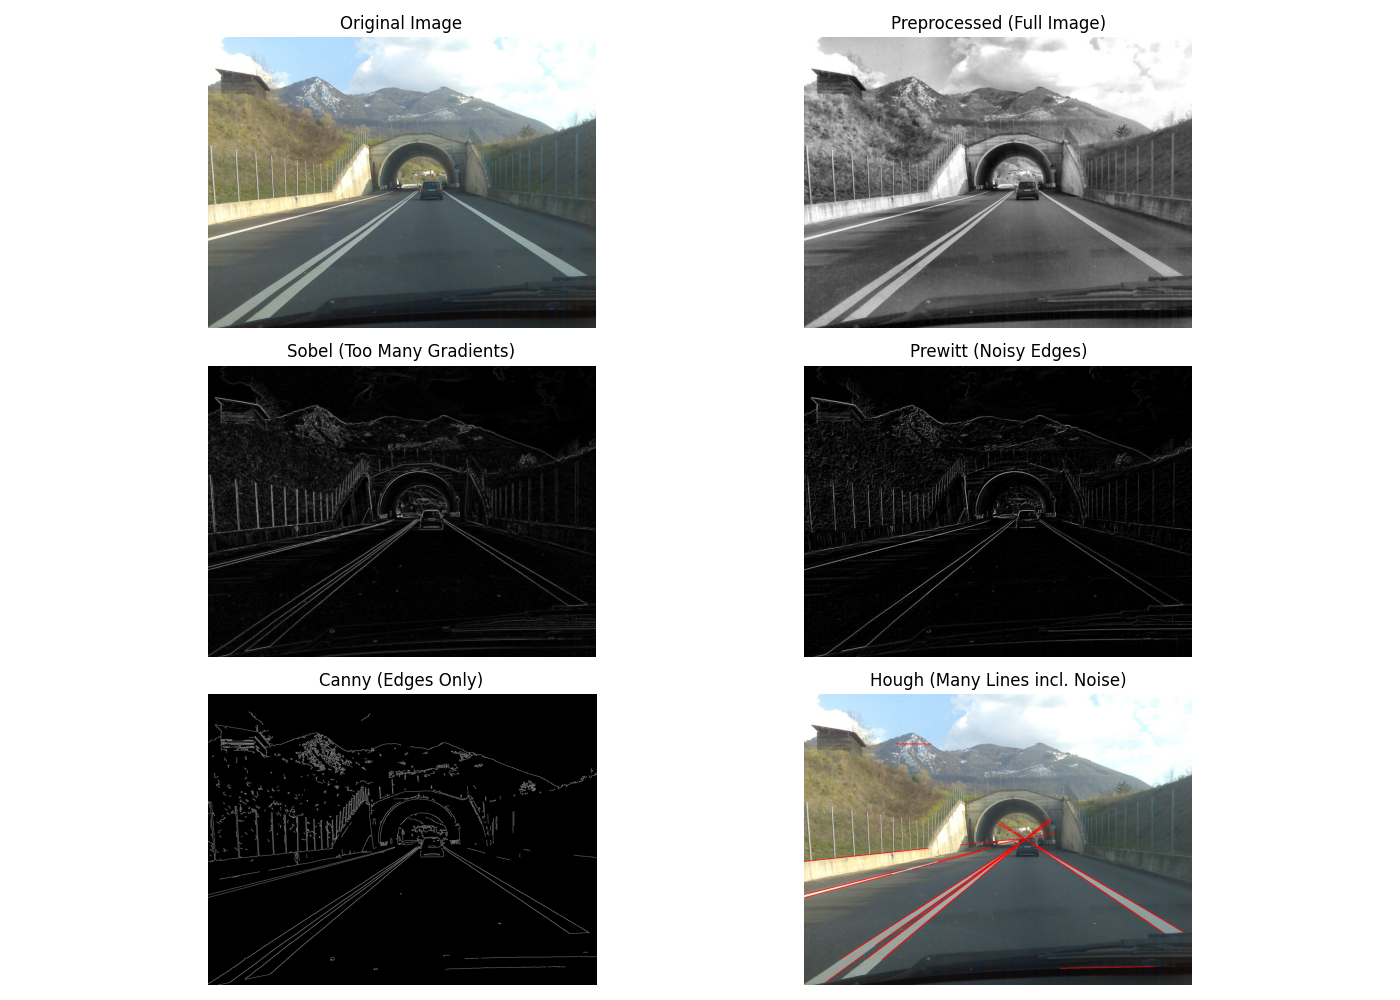 Original Image
Preprocessed (Full Image)
Sobel (Too Many Gradients)
Prewitt (Noisy Edges)
Canny (Edges Only)
Hough (Many Lines incl. Noise)